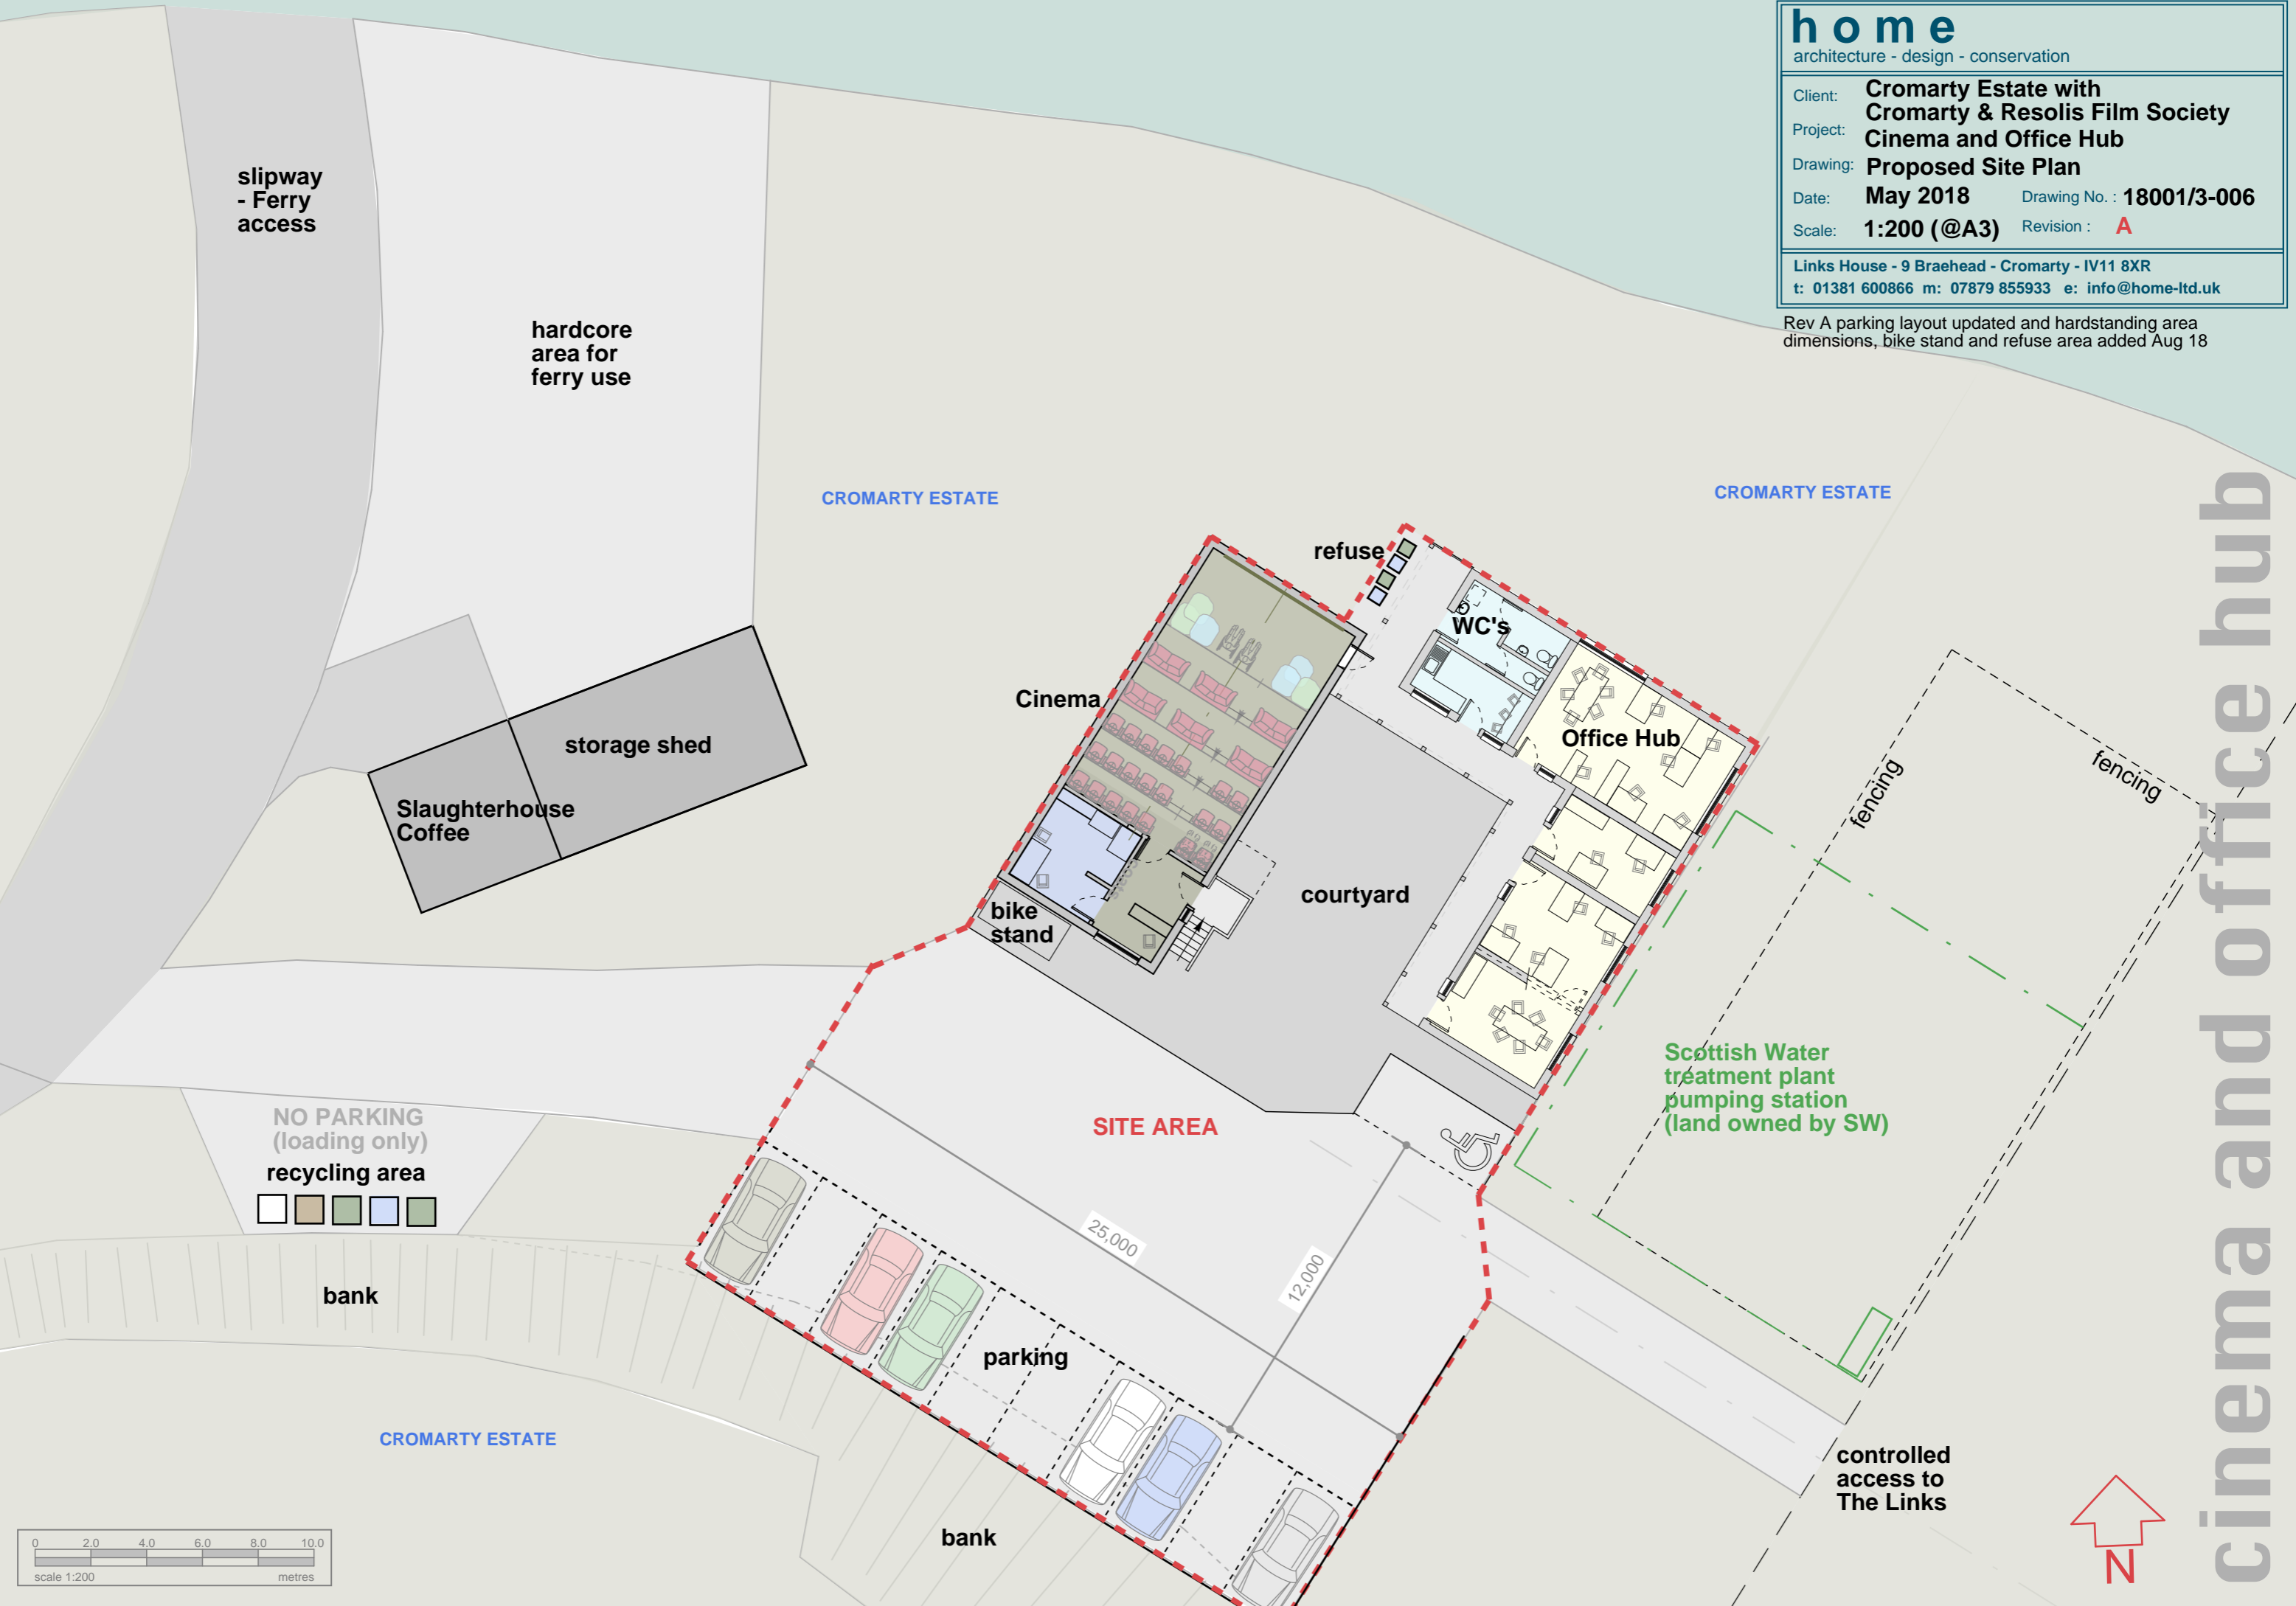 home
architecture - design - conservation
Client: Cromarty Estate with
Cromarty & Resolis Film Society
Project: Cinema and Office Hub
Drawing: Proposed Site Plan
Date: May 2018 Drawing No. : 18001/3-006
Scale: 1:200 (@A3) Revision : A
Links House - 9 Braehead - Cromarty - IV11 8XR
t: 01381 600866 m: 07879 855933 e: info@home-ltd.uk
Rev A parking layout updated and hardstanding area
dimensions, bike stand and refuse area added Aug 18
slipway
- Ferry
access
hardcore
area for
ferry use
CROMARTY ESTATE
CROMARTY ESTATE
refuse
WC's
Cinema
Office Hub
storage shed
Slaughterhouse
Coffee
fencing
fencing
courtyard
bike
stand
Scottish Water
treatment plant
pumping station
(land owned by SW)
NO PARKING
(loading only)
recycling area
SITE AREA
25,000
12,000
bank
parking
CROMARTY ESTATE
bank
controlled
access to
The Links
N
0 2.0 4.0 6.0 8.0 10.0
scale 1:200 metres
cinema and office hub